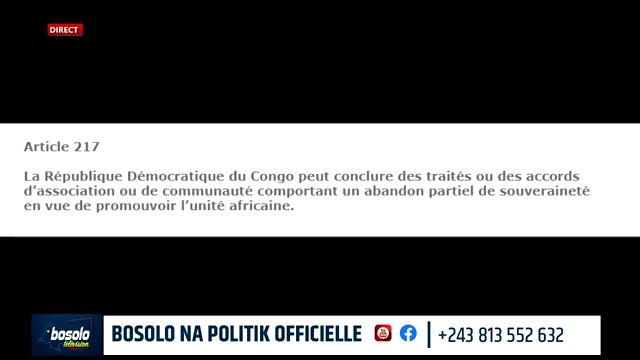 DIRECT
Article 217
La République Démocratique du Congo peut conclure des traités ou des accords
d’association ou de communauté comportant un abandon partiel de souveraineté
en vue de promouvoir l’unité africaine.
bosolo
télévision
BOSOLO NA POLITIK OFFICIELLE
+243 813 552 632